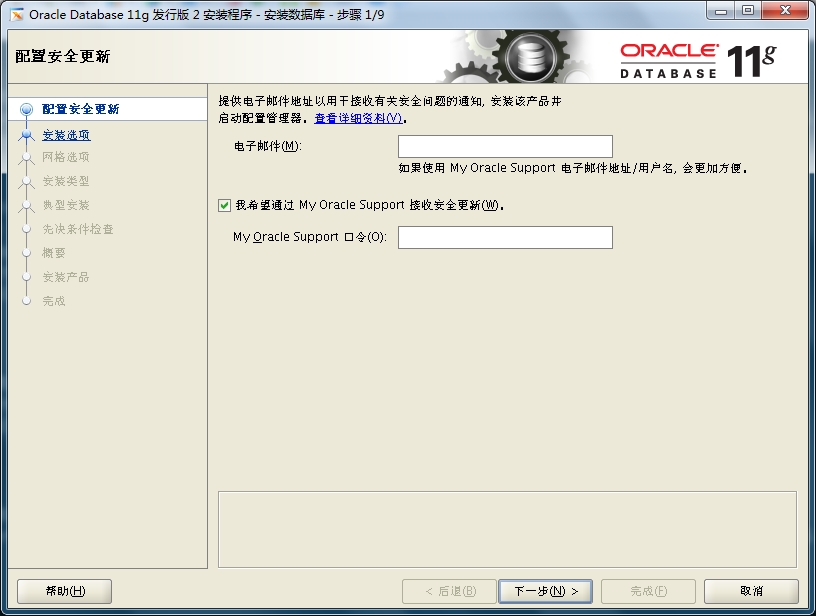 Oracle Database 11g 发行版 2 安装程序 - 安装数据库 - 步骤 1/9
配置安全更新
ORACLE
DATABASE 11g
配置安全更新
安装选项
网格选项
安装类型
典型安装
先决条件检查
概要
安装产品
完成
提供电子邮件地址以用于接收有关安全问题的通知, 安装该产品并
启动配置管理器。查看详细资料(V)。
电子邮件(M):
如果使用 My Oracle Support 电子邮件地址/用户名, 会更加方便。
我希望通过 My Oracle Support 接收安全更新(W)。
My Oracle Support 口令(O):
帮助(H)
< 后退(B)
下一步(N) >
完成(F)
取消